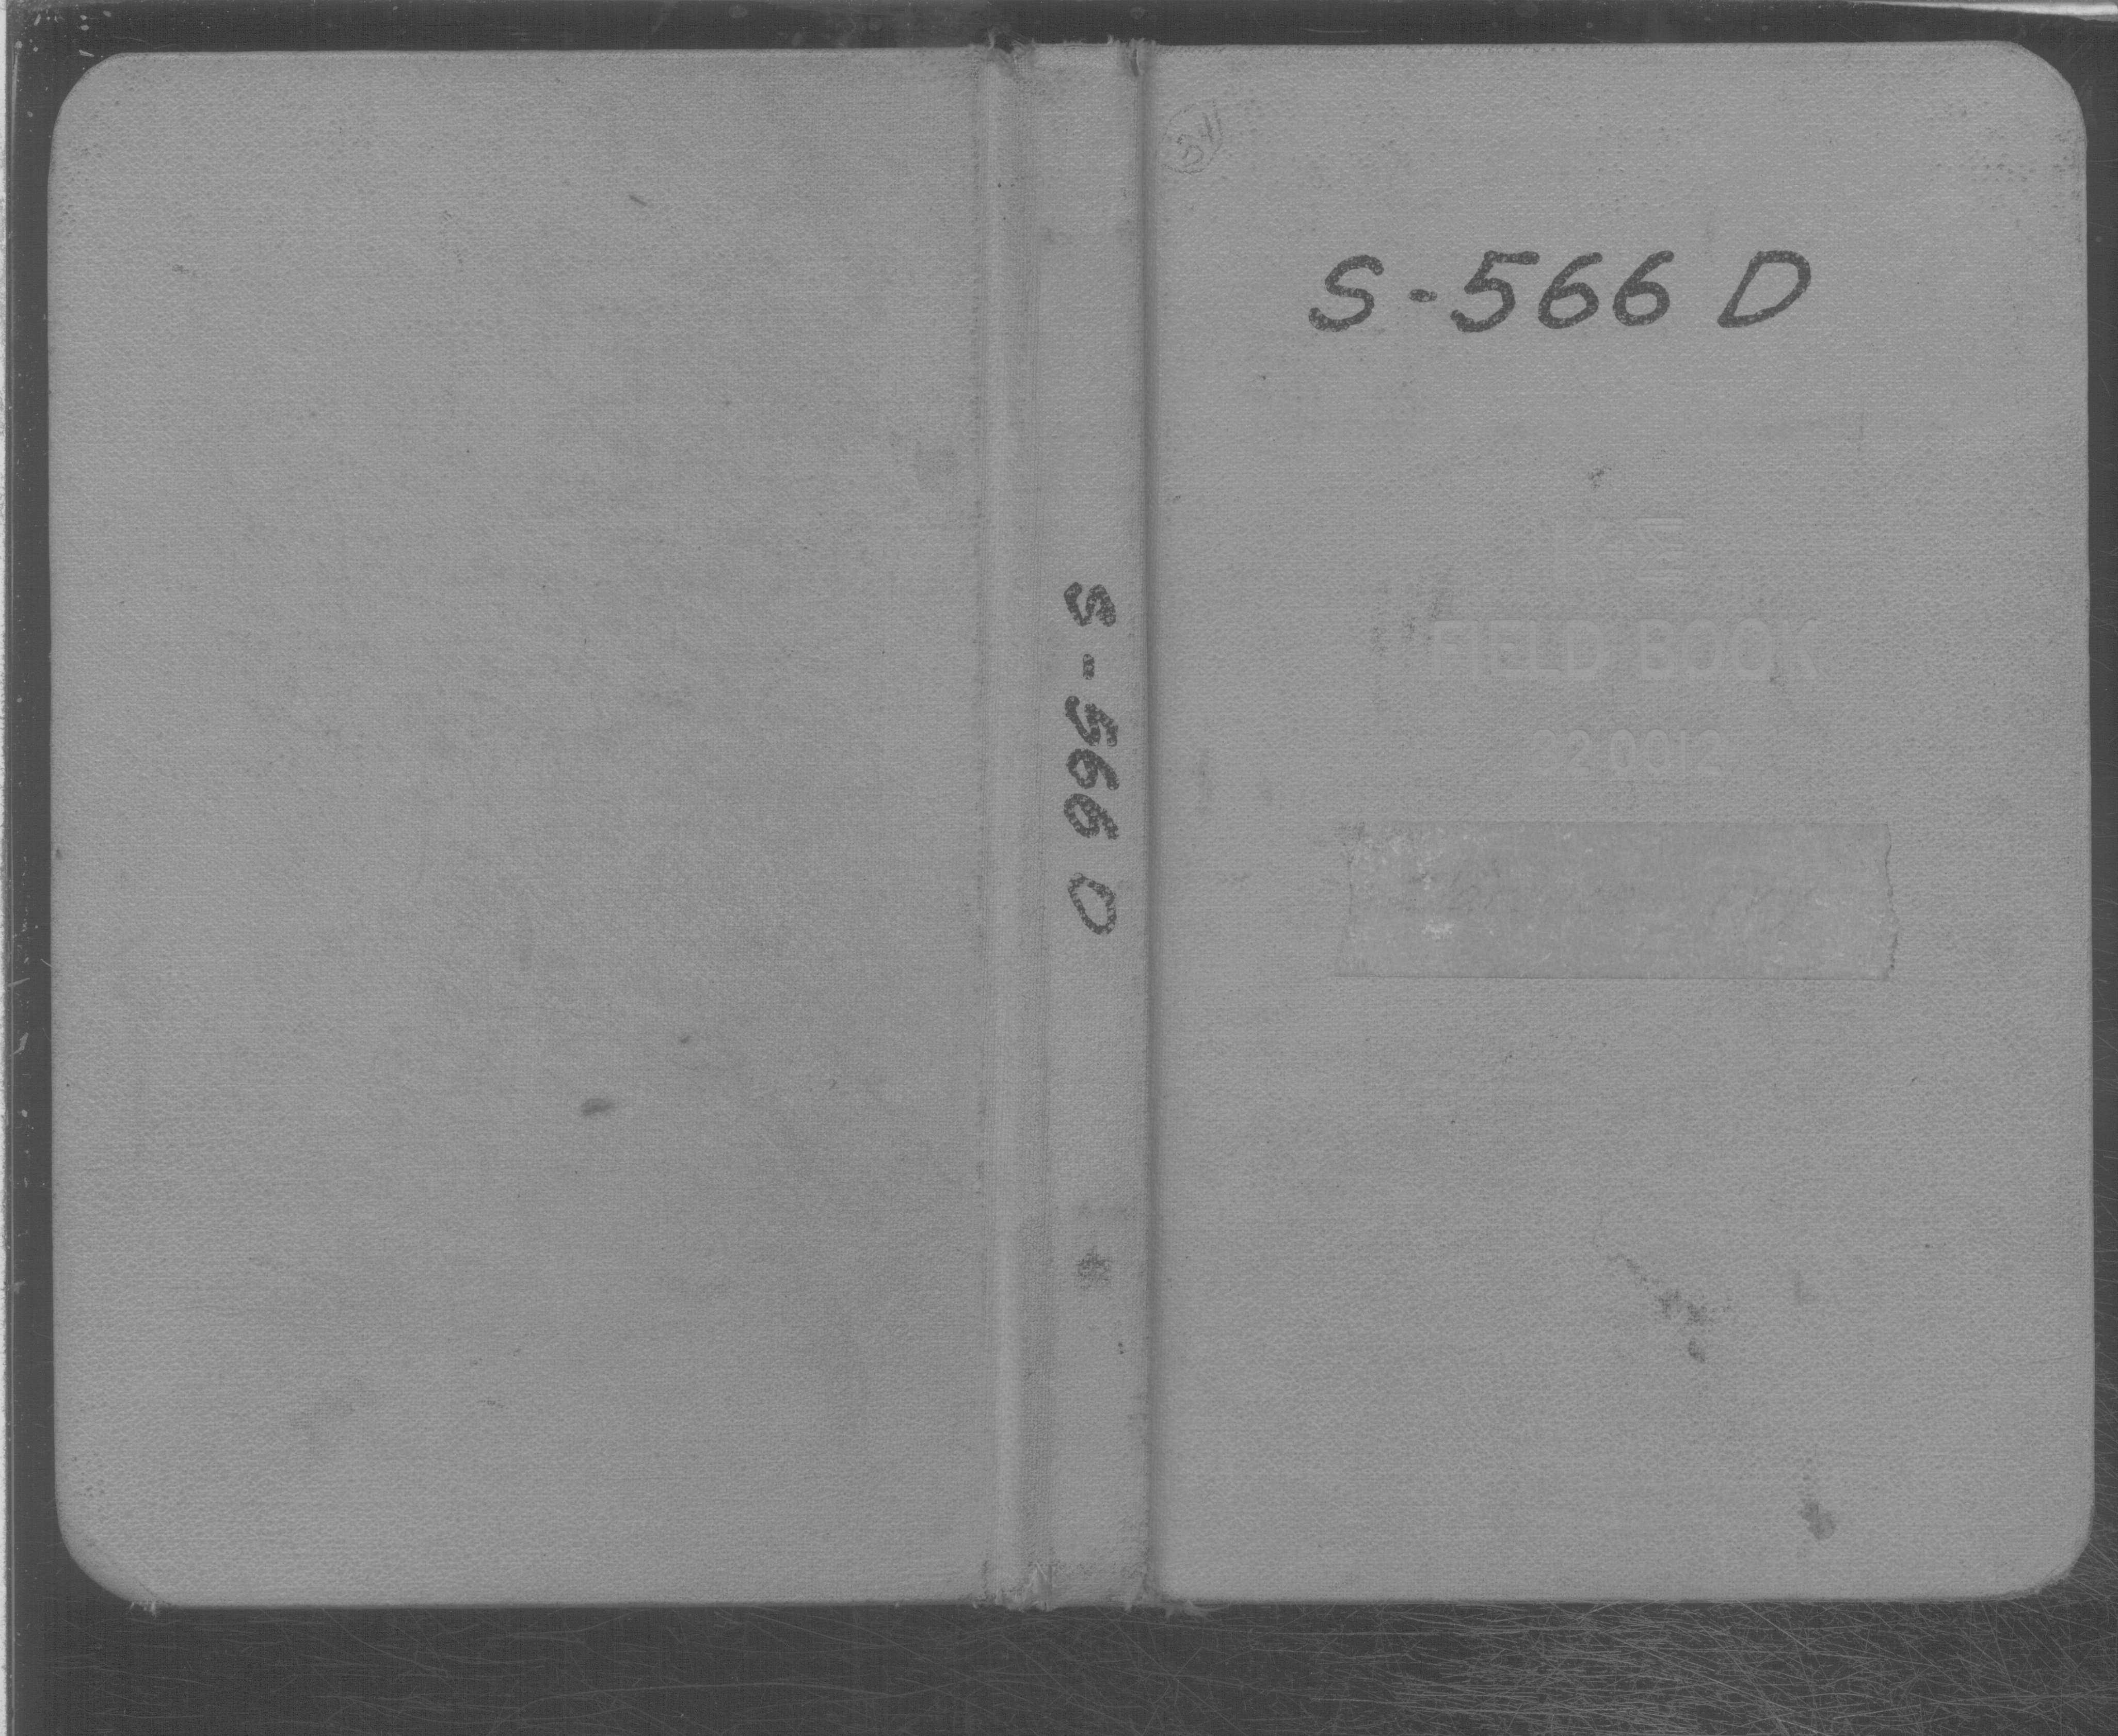 S-566 D
K+E
FIELD BOOK
82 0012
S-566 D